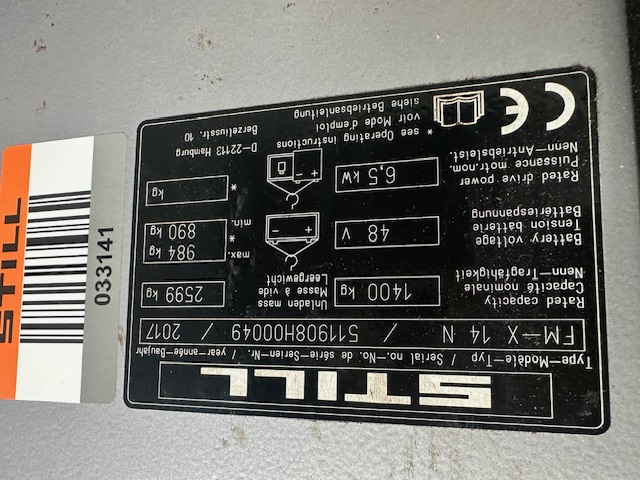 STILL
Type-Modèle-Typ / Serial no.-No. de série-Serien-Nr. / year-année-Baujahr
FM-X 14 N / 511908H00049 / 2017
Rated capacity
Capacité nominale
Nenn-Tragfähigkeit
1400 kg
Unladen mass
Masse à vide
Leergewicht
2599 kg
Battery voltage
Tension batterie
Batteriespannung
48 V
max. 984 kg
*
min. 890 kg
Rated drive power
Puissance motr.nom.
Nenn-Antriebsleist.
6,5 kW
* kg
* see Operating instructions
voir Mode d'emploi
siehe Betriebsanleitung
D-22113 Hamburg
Berzeliusstr. 10
CE
STILL
033141